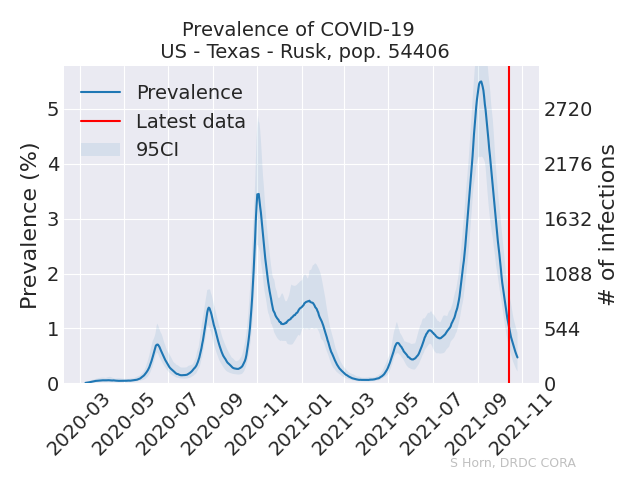 Prevalence of COVID-19
US - Texas - Rusk, pop. 54406
Prevalence
Latest data
95CI
Prevalence (%)
5
4
3
2
1
0
2720
2176
1632
1088
544
0
# of infections
2020-03
2020-05
2020-07
2020-09
2020-11
2021-01
2021-03
2021-05
2021-07
2021-09
2021-11
S Horn, DRDC CORA